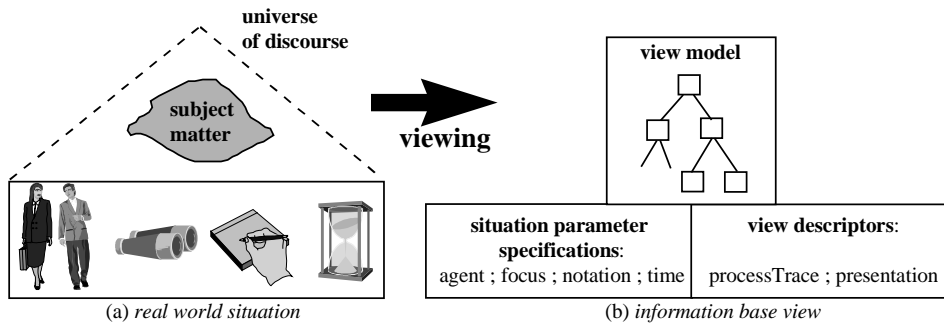 universe
of discourse
subject
matter
viewing
(a) real world situation
view model
situation parameter
specifications:
agent ; focus ; notation ; time
view descriptors:
processTrace ; presentation
(b) information base view